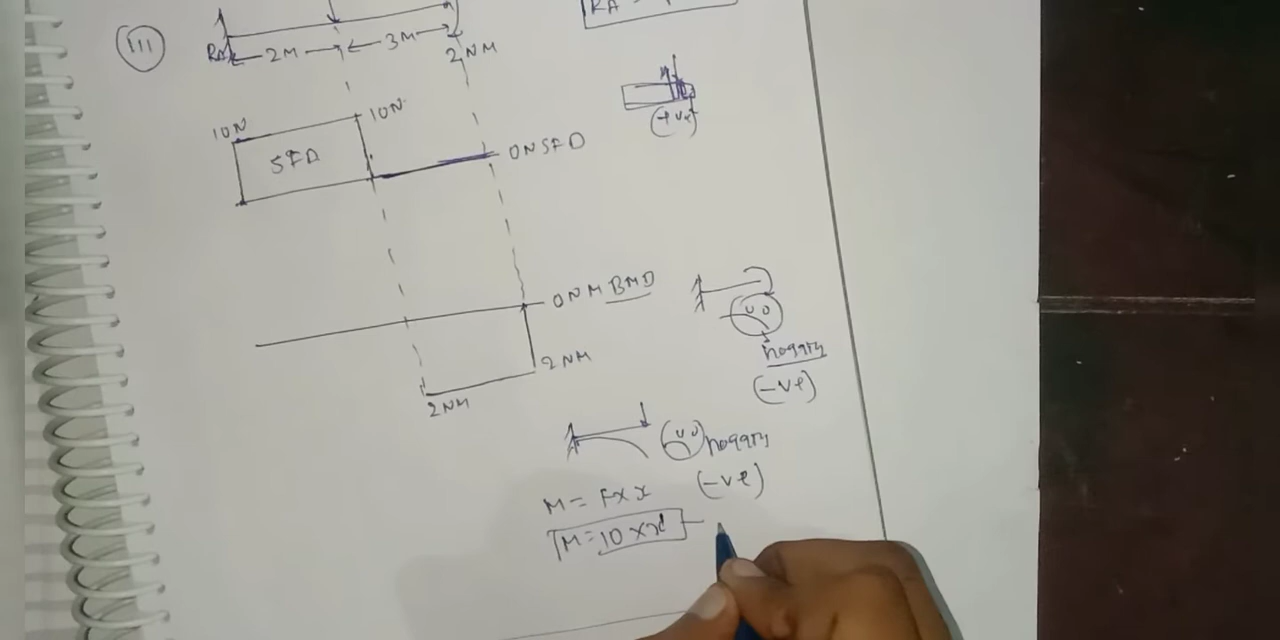 (III)
RA
2M
3M
2NM
(+ve)
10N
10N
SFD
0N SFD
0NM BMD
2NM
2NM
(-ve)
(-ve)
M = F × x
M = 10 × x